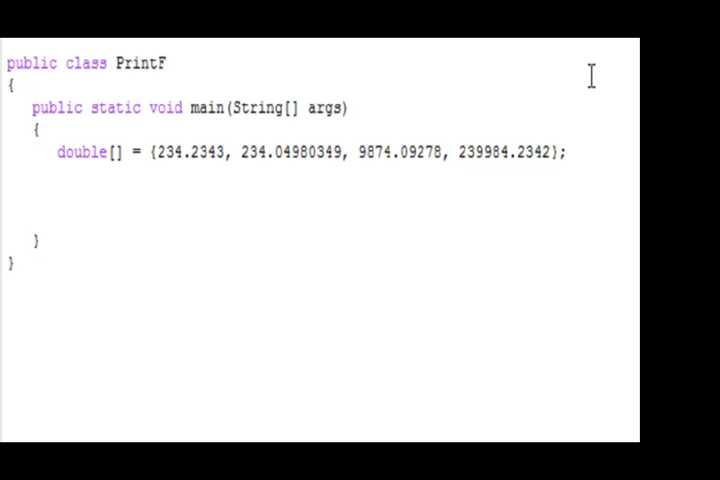 public class PrintF
{
public static void main(String[] args)
{
double[] = {234.2343, 234.04980349, 9874.09278, 239984.2342};
}
}